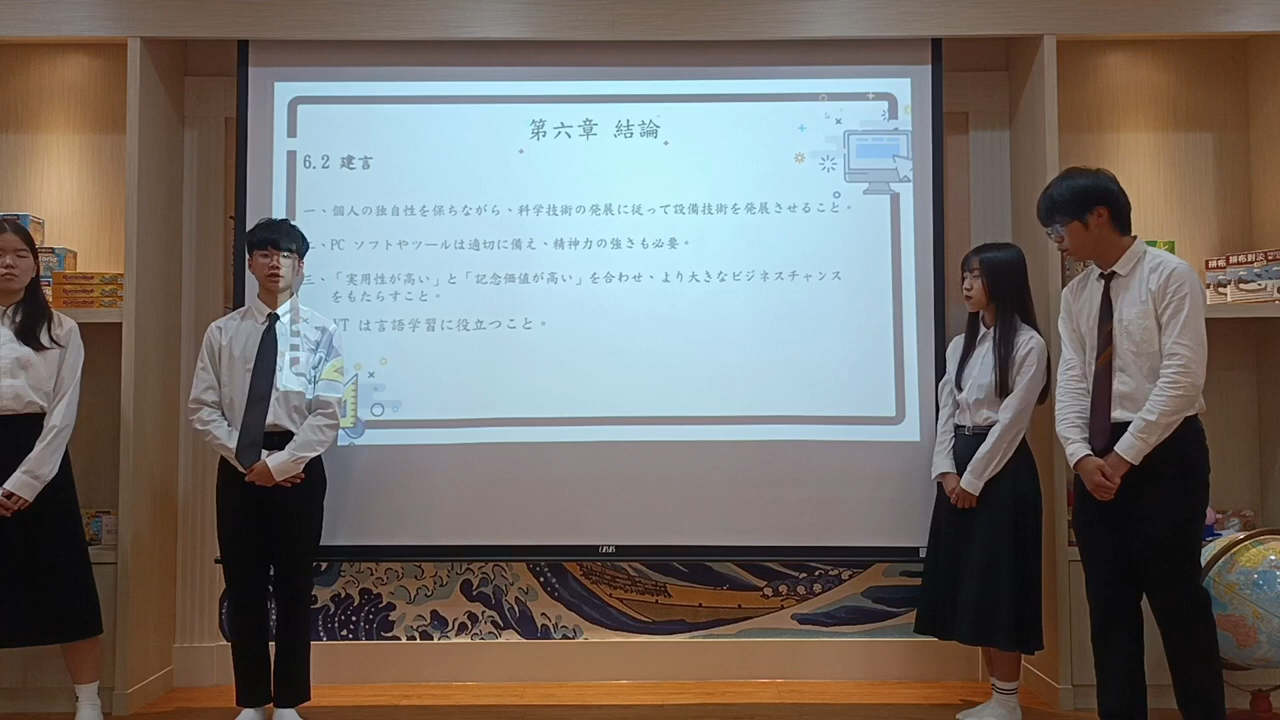 第六章 結論
6.2 建言
一、個人の独自性を保ちながら、科学技術の発展に従って設備技術を発展させること。
、PC ソフトやツールは適切に備え、精神力の強さも必要。
三、「実用性が高い」と「記念価値が高い」を合わせ、より大きなビジネスチャンス
をもたらすこと。
は言語学習に役立つこと。
拼布對染